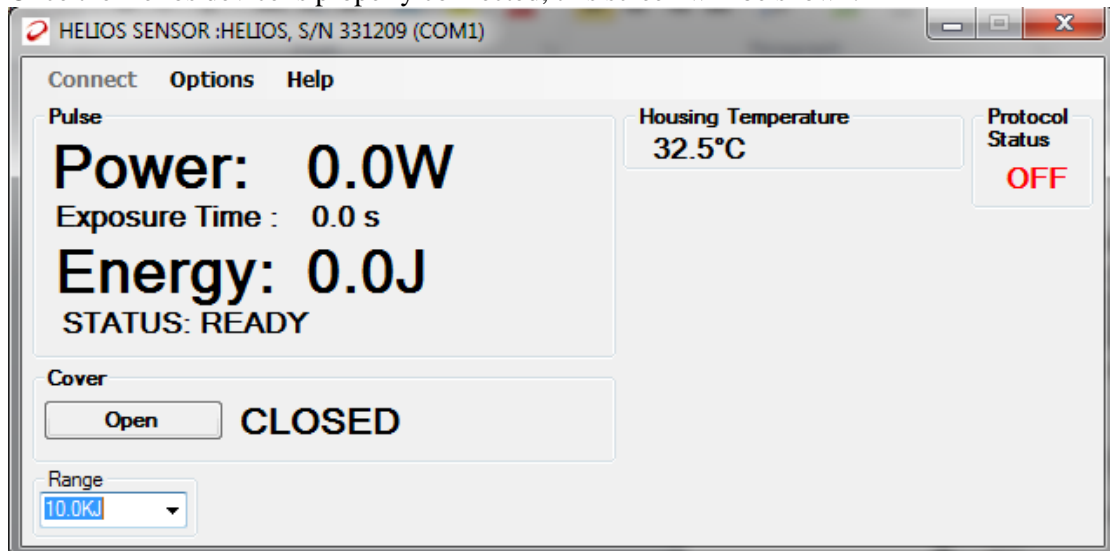 HELIOS SENSOR :HELIOS, S/N 331209 (COM1)
Connect Options Help
Pulse
Power: 0.0W
Exposure Time : 0.0 s
Energy: 0.0J
STATUS: READY
Housing Temperature
32.5°C
Protocol
Status
OFF
Cover
Open CLOSED
Range
10.0KJ